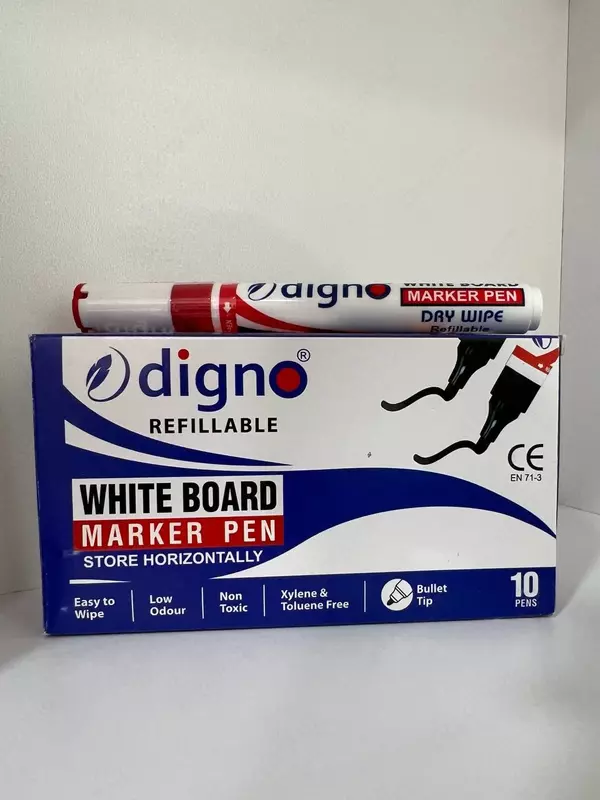 digno
WHITE BOARD
MARKER PEN
DRY WIPE
Refillable
digno®
REFILLABLE
CE
EN 71-3
WHITE BOARD
MARKER PEN
STORE HORIZONTALLY
Easy to
Wipe
Low
Odour
Non
Toxic
Xylene &
Toluene Free
Bullet
Tip
10
PENS